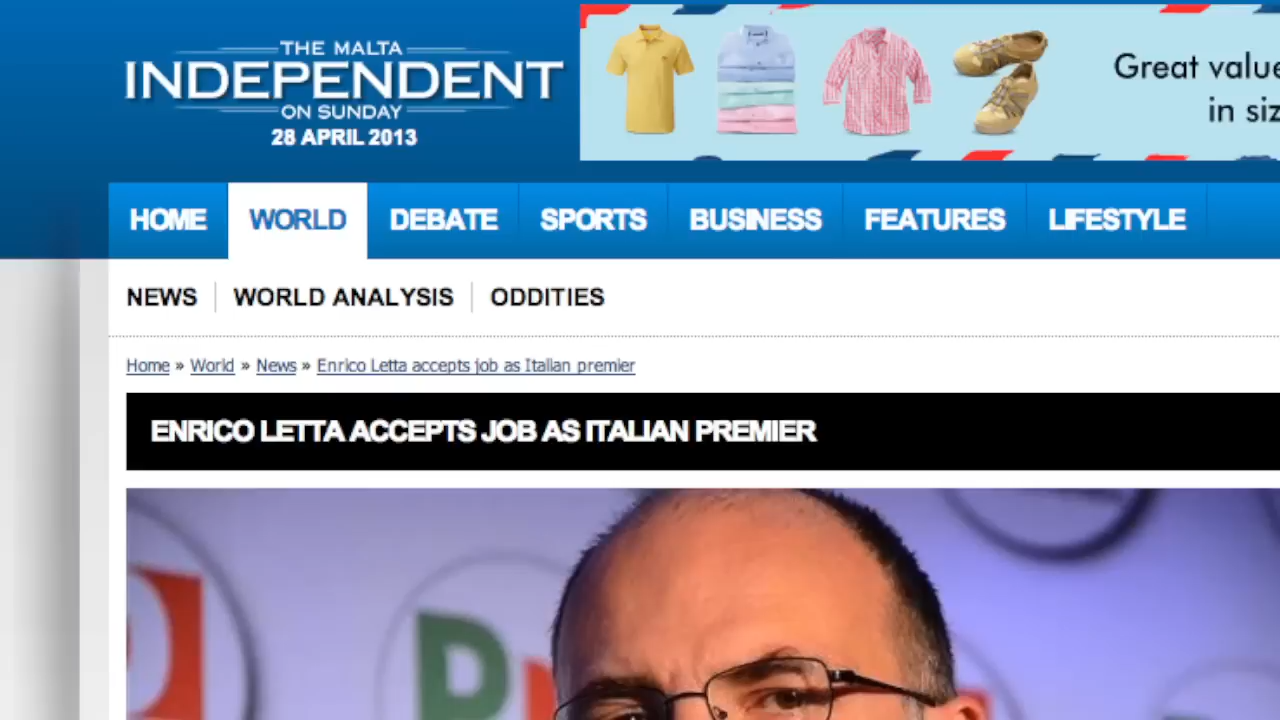 THE MALTA
INDEPENDENT
ON SUNDAY
28 APRIL 2013
Great value
in
HOME WORLD DEBATE SPORTS BUSINESS FEATURES LIFESTYLE
NEWS WORLD ANALYSIS ODDITIES
Home » World » News » Enrico Letta accepts job as Italian premier
ENRICO LETTA ACCEPTS JOB AS ITALIAN PREMIER